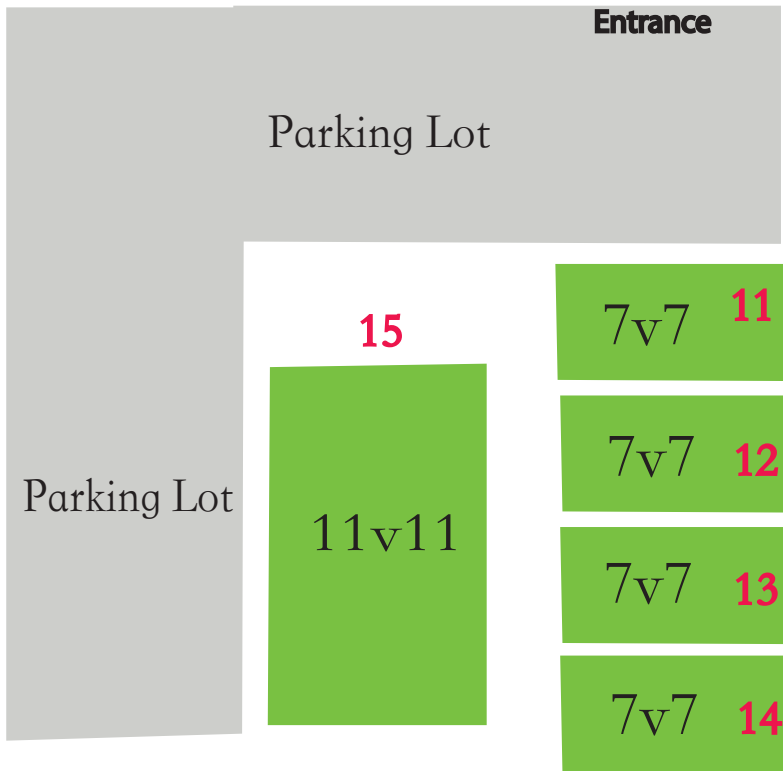 Entrance
Parking Lot
7v7 11
15
7v7 12
Parking Lot
11v11
7v7 13
7v7 14